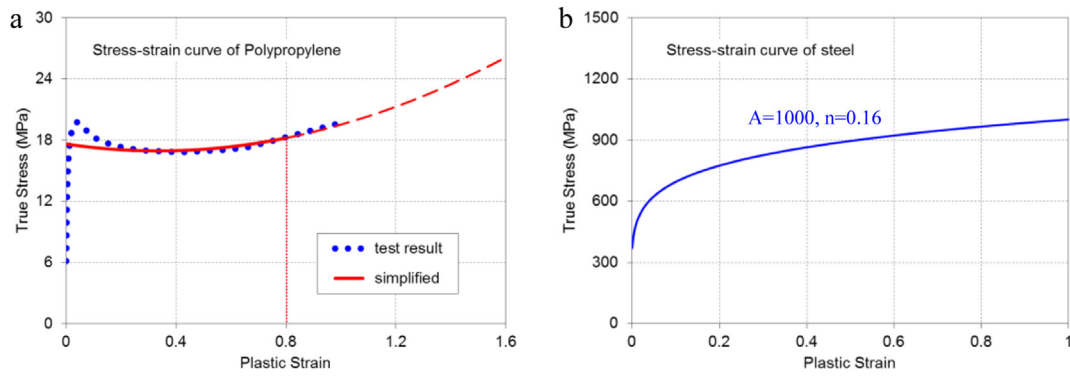 a
Stress-strain curve of Polypropylene
True Stress (MPa)
30
24
18
12
6
0
test result
simplified
0 0.4 0.8 1.2 1.6
Plastic Strain
b
Stress-strain curve of steel
A=1000, n=0.16
True Stress (MPa)
1500
1200
900
600
300
0
0 0.2 0.4 0.6 0.8 1
Plastic Strain